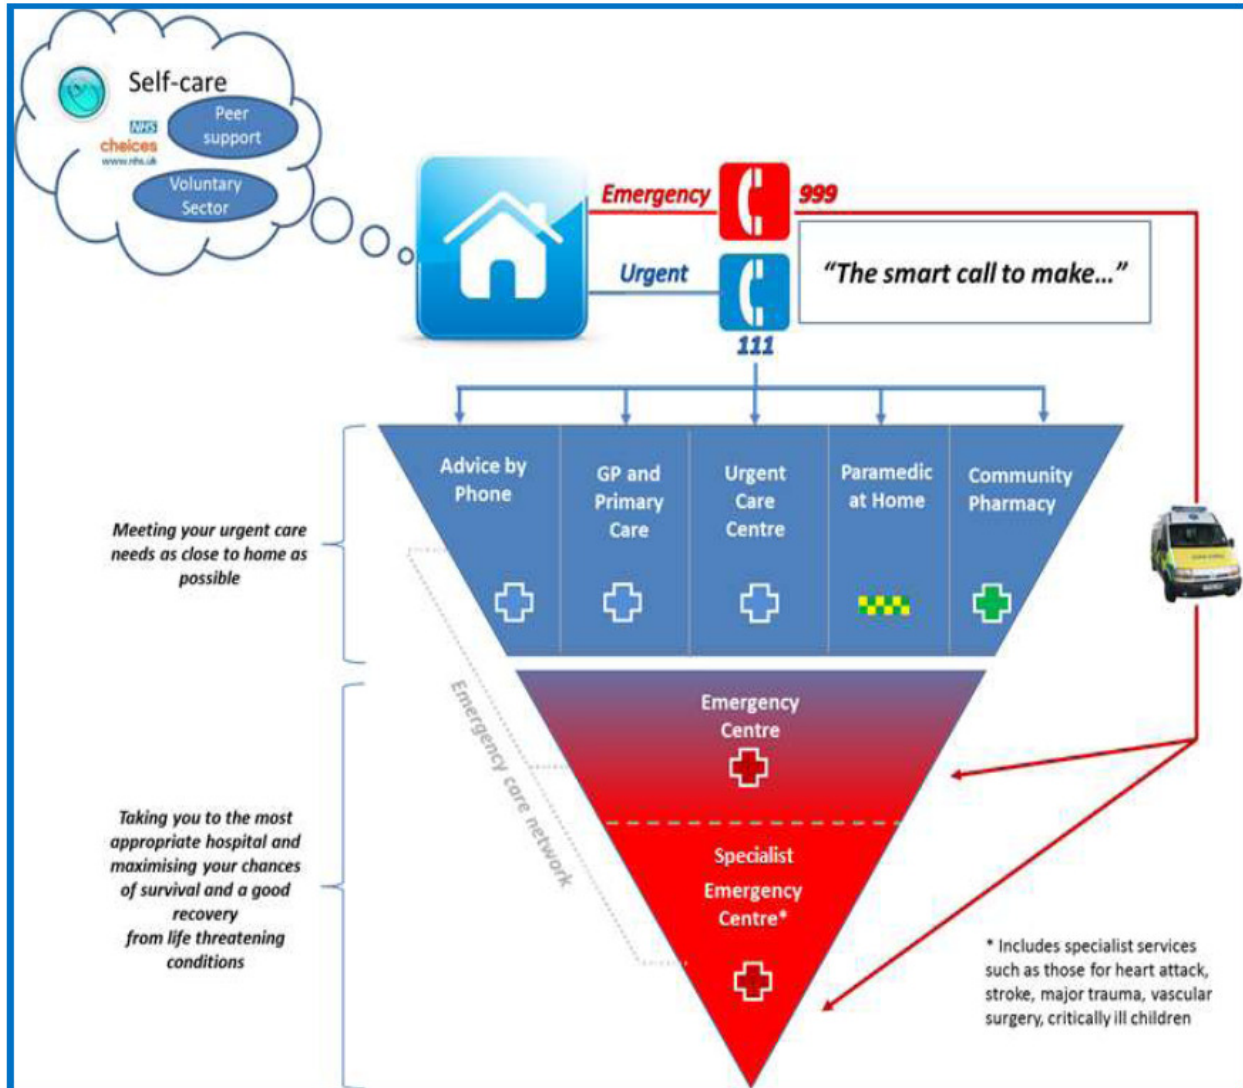 Self-care
Peer
support
NHS
choices
www.nhs.uk
Voluntary
Sector
Emergency
999
Urgent
"The smart call to make…"
111
Advice by
Phone
GP and
Primary
Care
Urgent
Care
Centre
Paramedic
at Home
Community
Pharmacy
Meeting your urgent care
needs as close to home as
possible
Emergency care network
Emergency
Centre
Taking you to the most
appropriate hospital and
maximising your chances
of survival and a good
recovery
from life threatening
conditions
Specialist
Emergency
Centre*
* Includes specialist services
such as those for heart attack,
stroke, major trauma, vascular
surgery, critically ill children